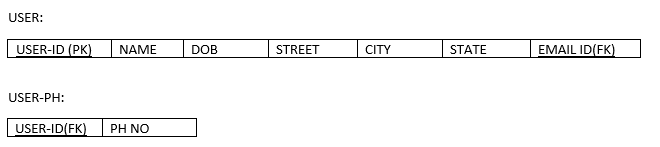 USER:
USER-ID (PK) NAME DOB STREET CITY STATE EMAIL ID(FK)
USER-PH:
USER-ID(FK) PH NO